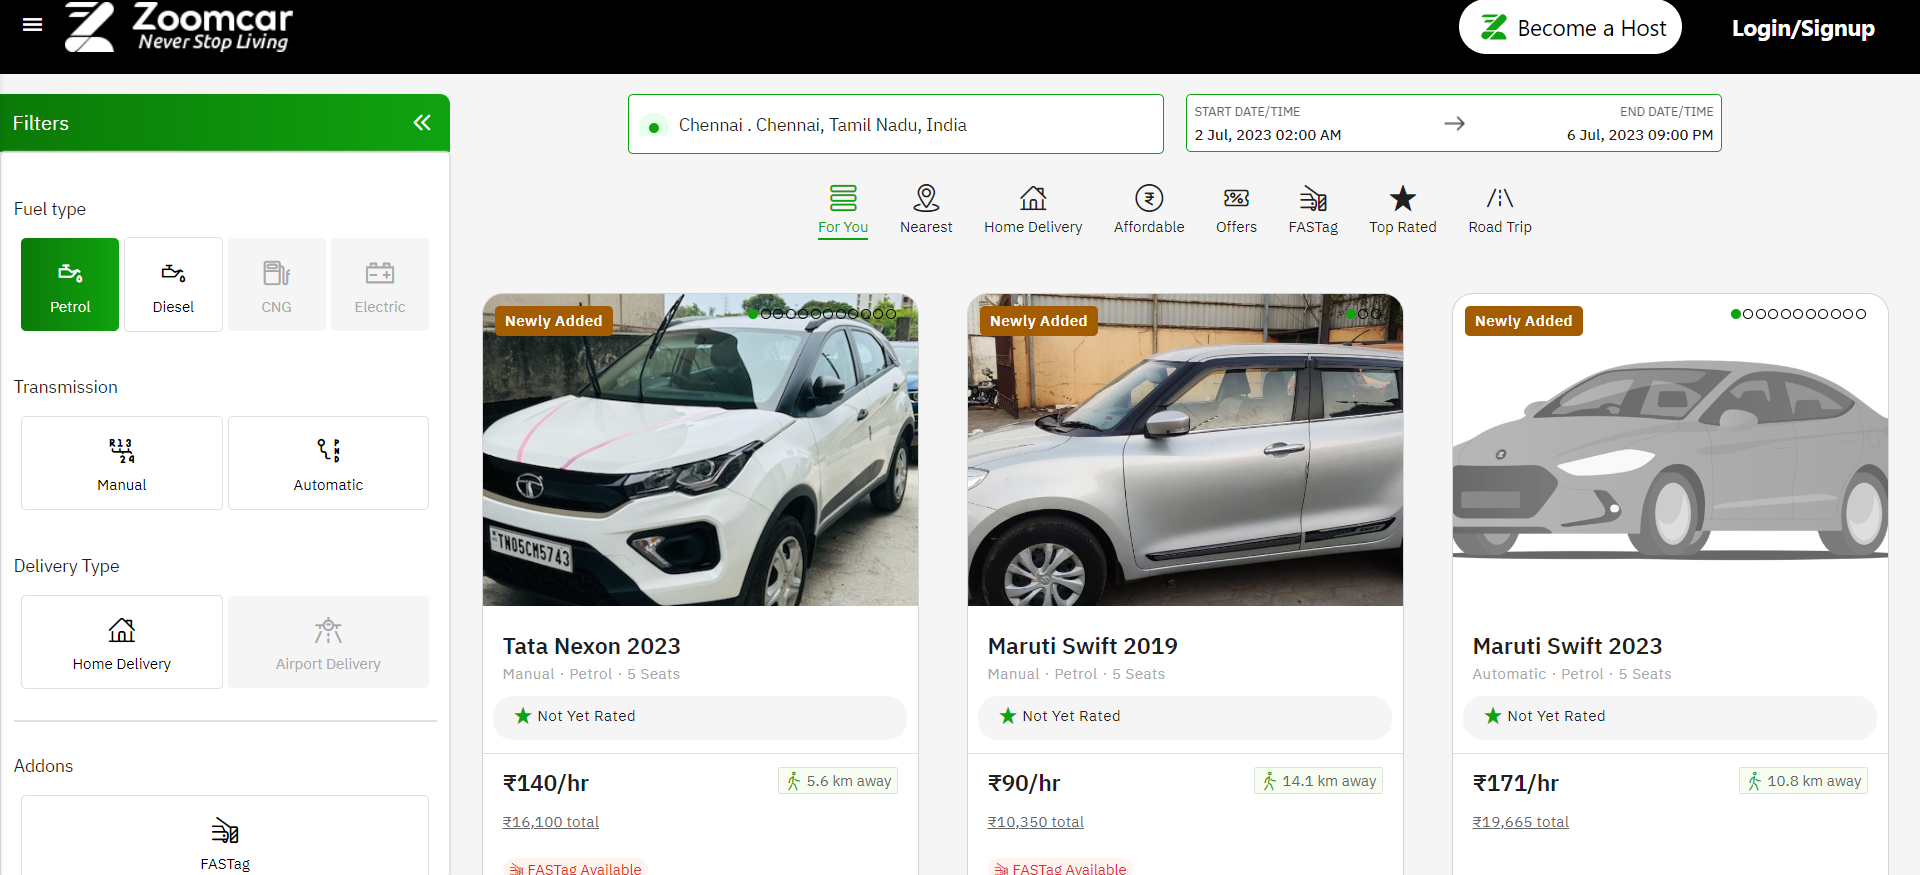 Zoomcar
Never Stop Living
Become a Host
Login/Signup
Filters
Chennai . Chennai, Tamil Nadu, India
START DATE/TIME
2 Jul, 2023 02:00 AM
END DATE/TIME
6 Jul, 2023 09:00 PM
For You
Nearest
Home Delivery
Affordable
Offers
FASTag
Top Rated
Road Trip
Fuel type
Petrol
Diesel
CNG
Electric
Transmission
R13
24
Manual
P
N
D
Automatic
Delivery Type
Home Delivery
Airport Delivery
Addons
FASTag
Newly Added
TN05CM5743
Tata Nexon 2023
Manual · Petrol · 5 Seats
Not Yet Rated
₹140/hr
5.6 km away
₹16,100 total
FASTag Available
Newly Added
Maruti Swift 2019
Manual · Petrol · 5 Seats
Not Yet Rated
₹90/hr
14.1 km away
₹10,350 total
FASTag Available
Newly Added
Maruti Swift 2023
Automatic · Petrol · 5 Seats
Not Yet Rated
₹171/hr
10.8 km away
₹19,665 total